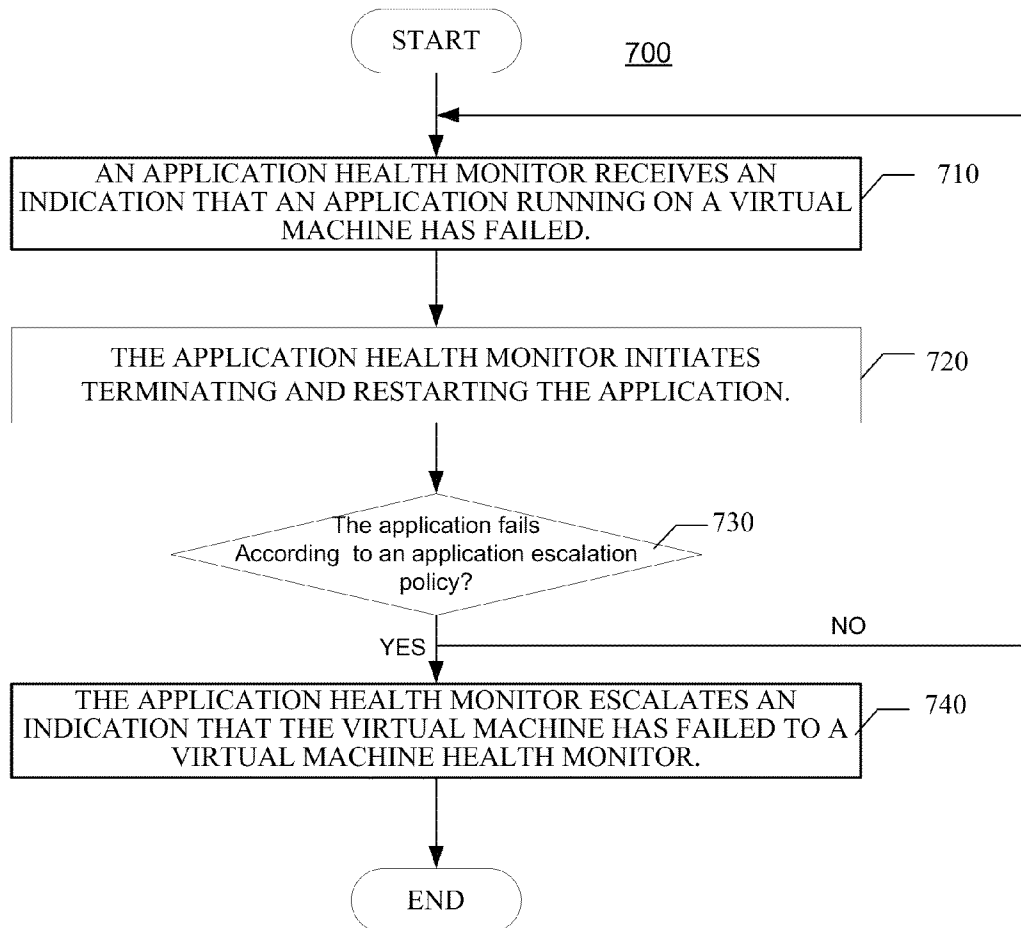 START
700
AN APPLICATION HEALTH MONITOR RECEIVES AN
INDICATION THAT AN APPLICATION RUNNING ON A VIRTUAL
MACHINE HAS FAILED.
710
THE APPLICATION HEALTH MONITOR INITIATES
TERMINATING AND RESTARTING THE APPLICATION.
720
The application fails
According to an application escalation
policy?
730
YES
NO
THE APPLICATION HEALTH MONITOR ESCALATES AN
INDICATION THAT THE VIRTUAL MACHINE HAS FAILED TO A
VIRTUAL MACHINE HEALTH MONITOR.
740
END